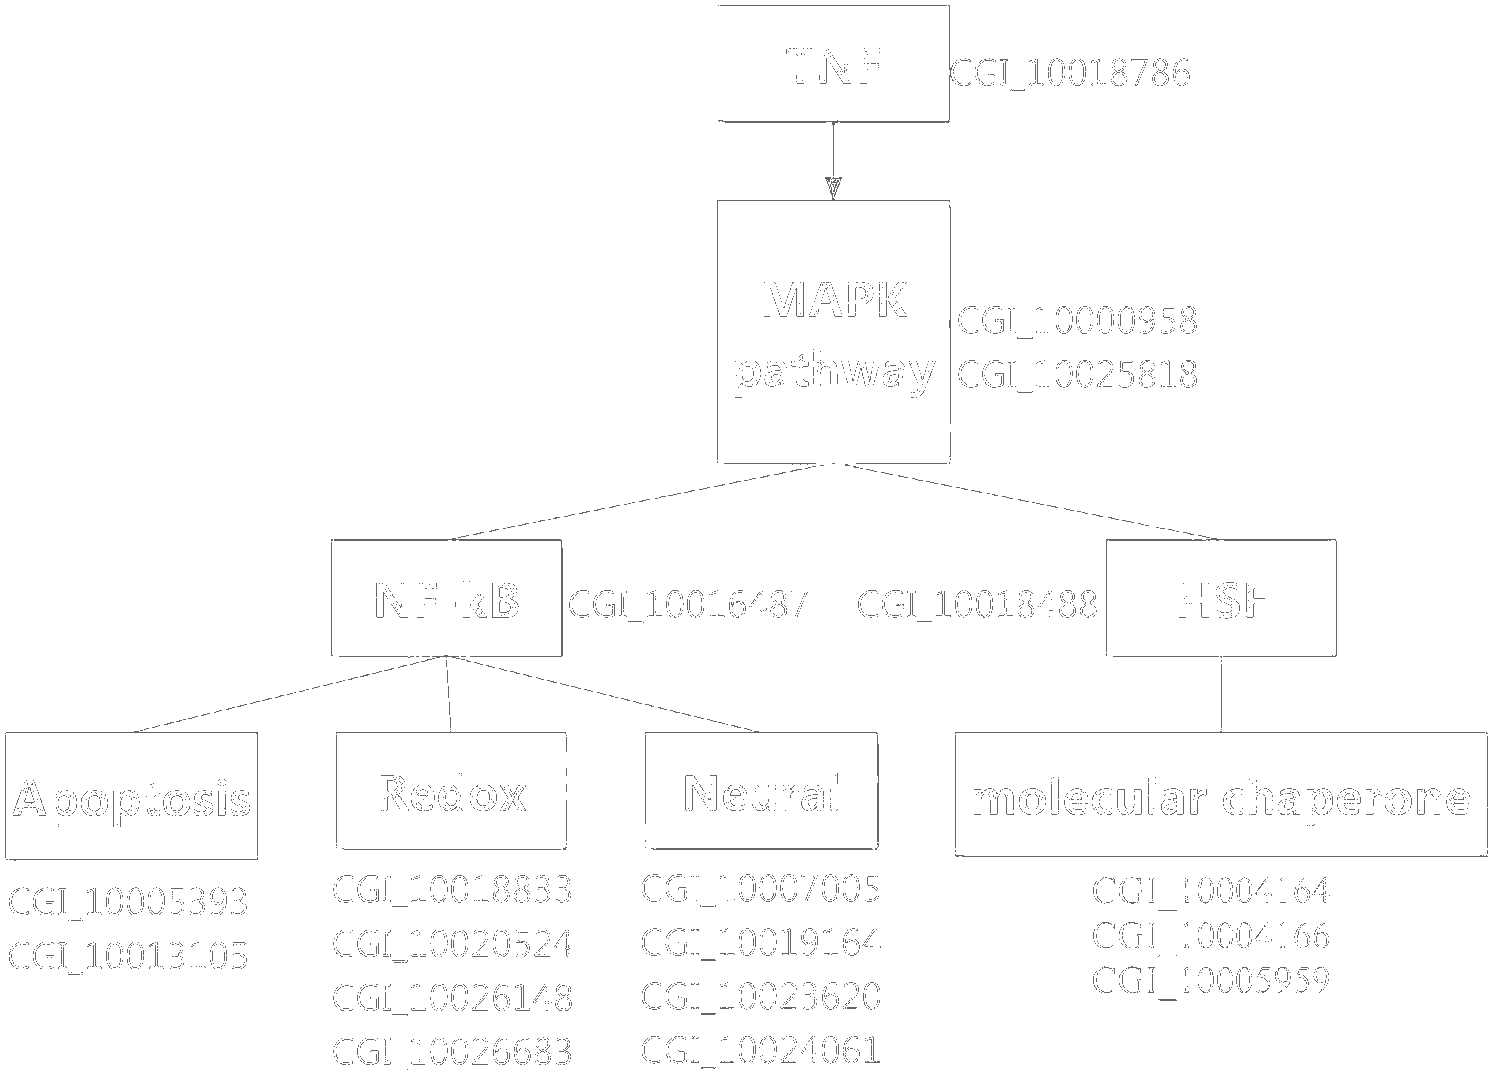 TNF
CGI_10018786
MAPK
pathway
CGI_10000958
CGI_10025818
NF-kB
CGI_10016487
CGI_10018488
HSF
Apoptosis
Redox
Neural
molecular chaperone
CGI_10005393
CGI_10013105
CGI_10018833
CGI_10020524
CGI_10026148
CGI_10026683
CGI_10007005
CGI_10019164
CGI_10023620
CGI_10024061
CGI_10004164
CGI_10004166
CGI_10005959